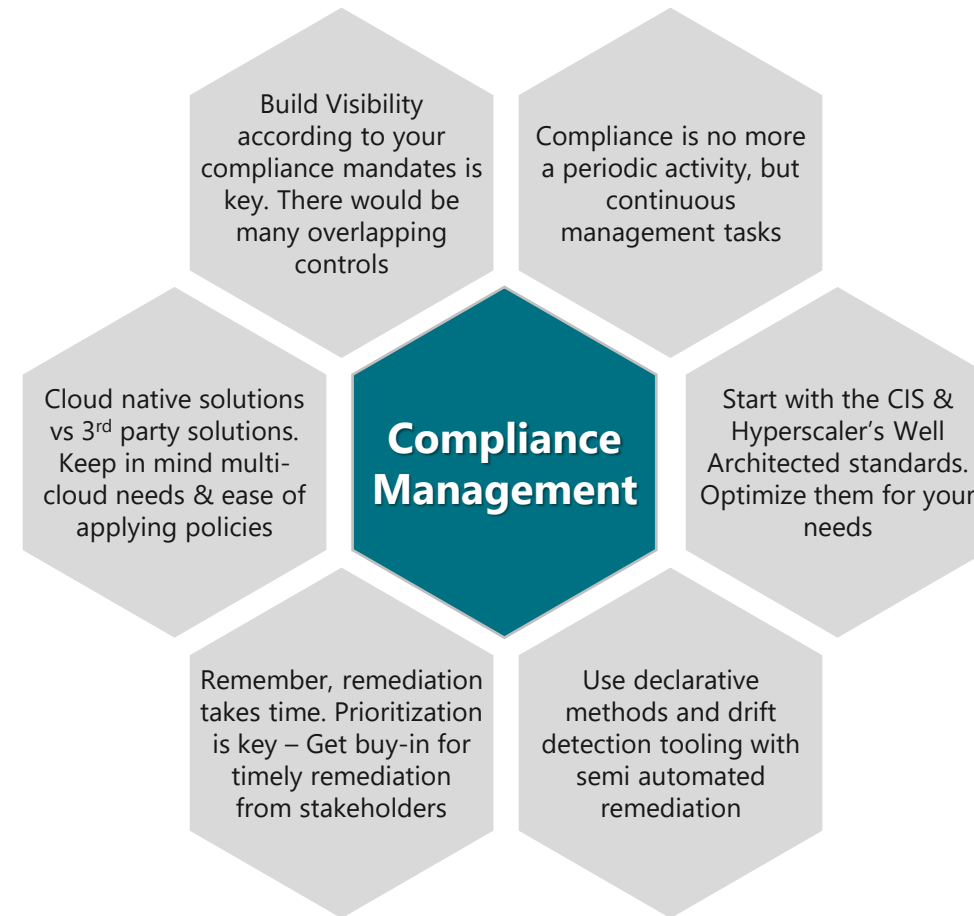 Build Visibility
according to your
compliance mandates is
key. There would be
many overlapping
controls
Compliance is no more
a periodic activity, but
continuous
management tasks
Cloud native solutions
vs 3rd party solutions.
Keep in mind multi-
cloud needs & ease of
applying policies
Compliance
Management
Start with the CIS &
Hyperscaler's Well
Architected standards.
Optimize them for your
needs
Remember, remediation
takes time. Prioritization
is key – Get buy-in for
timely remediation
from stakeholders
Use declarative
methods and drift
detection tooling with
semi automated
remediation